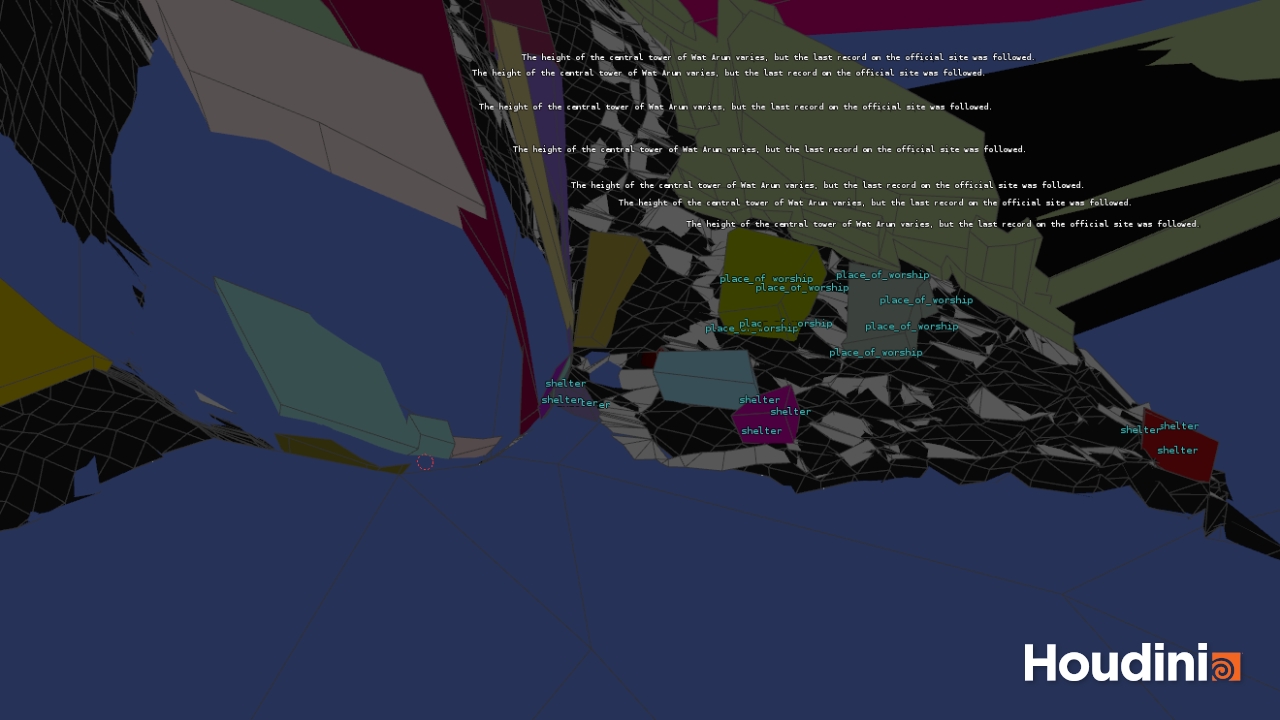 The height of the central tower of Wat Arun varies, but the last record on the official site was followed.
The height of the central tower of Wat Arun varies, but the last record on the official site was followed.
The height of the central tower of Wat Arun varies, but the last record on the official site was followed.
The height of the central tower of Wat Arun varies, but the last record on the official site was followed.
The height of the central tower of Wat Arun varies, but the last record on the official site was followed.
The height of the central tower of Wat Arun varies, but the last record on the official site was followed.
The height of the central tower of Wat Arun varies, but the last record on the official site was followed.
place_of_worship
place_of_worship
place_of_worship
place_of_worship
place_of_worship
place_of_worship
place_of_worship
place_of_worship
shelter
shelter
shelter
shelter
shelter
shelter
shelter
shelter
Houdini